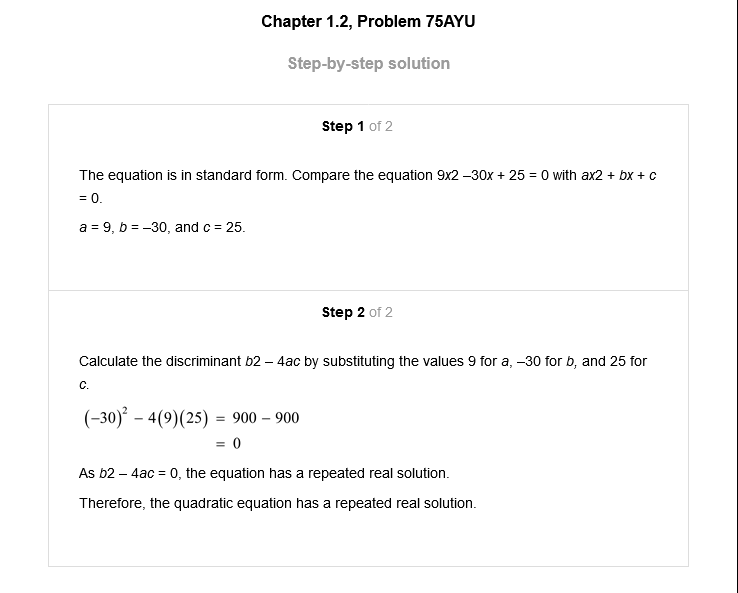 Chapter 1.2, Problem 75AYU
Step-by-step solution
Step 1 of 2
The equation is in standard form. Compare the equation 9x2 –30x + 25 = 0 with ax2 + bx + c
= 0.
a = 9, b = –30, and c = 25.
Step 2 of 2
Calculate the discriminant b2 – 4ac by substituting the values 9 for a, –30 for b, and 25 for
c.
(−30)² − 4(9)(25) = 900 − 900
= 0
As b2 – 4ac = 0, the equation has a repeated real solution.
Therefore, the quadratic equation has a repeated real solution.